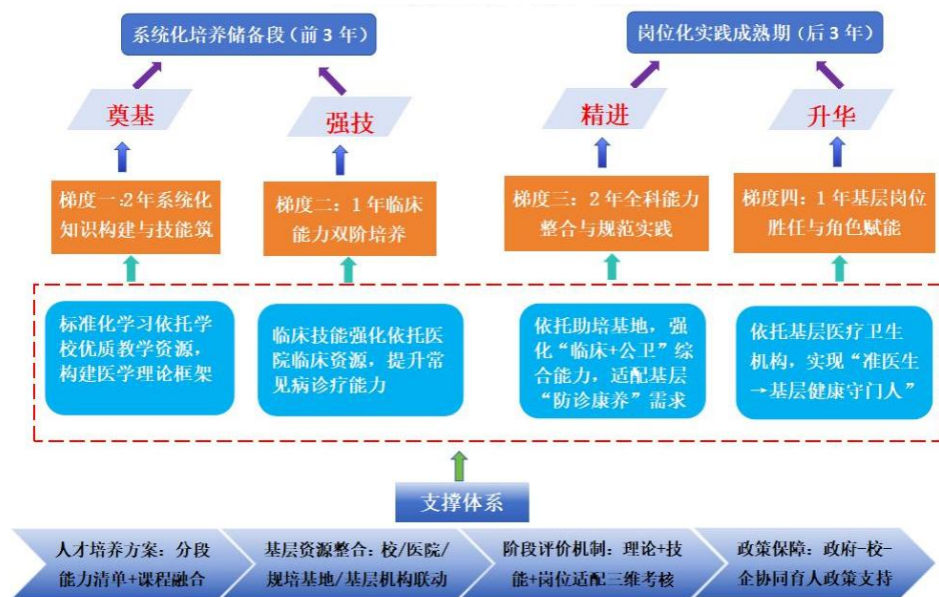 系统化培养储备段(前 3 年)
岗位化实践成熟期(后 3 年)
奠基
强技
精进
升华
梯度一:2年系统化
知识构建与技能筑
梯度二:1年临床
能力双阶培养
梯度三:2年全科能力
整合与规范实践
梯度四:1年基层岗位
胜任与角色赋能
标准化学习依托学
校优质教学资源,
构建医学理论框架
临床技能强化依托医
院临床资源,提升常
见病诊疗能力
依托助培基地,强
化“临床+公卫”综
合能力,适配基层
“防诊康养”需求
依托基层医疗卫生
机构,实现“准医生
→基层健康守门人”
支撑体系
人才培养方案:分段
能力清单+课程融合
基层资源整合:校/医院/
规培基地/基层机构联动
阶段评价机制:理论+技
能+岗位适配三维考核
政策保障:政府-校-
企协同育人政策支持